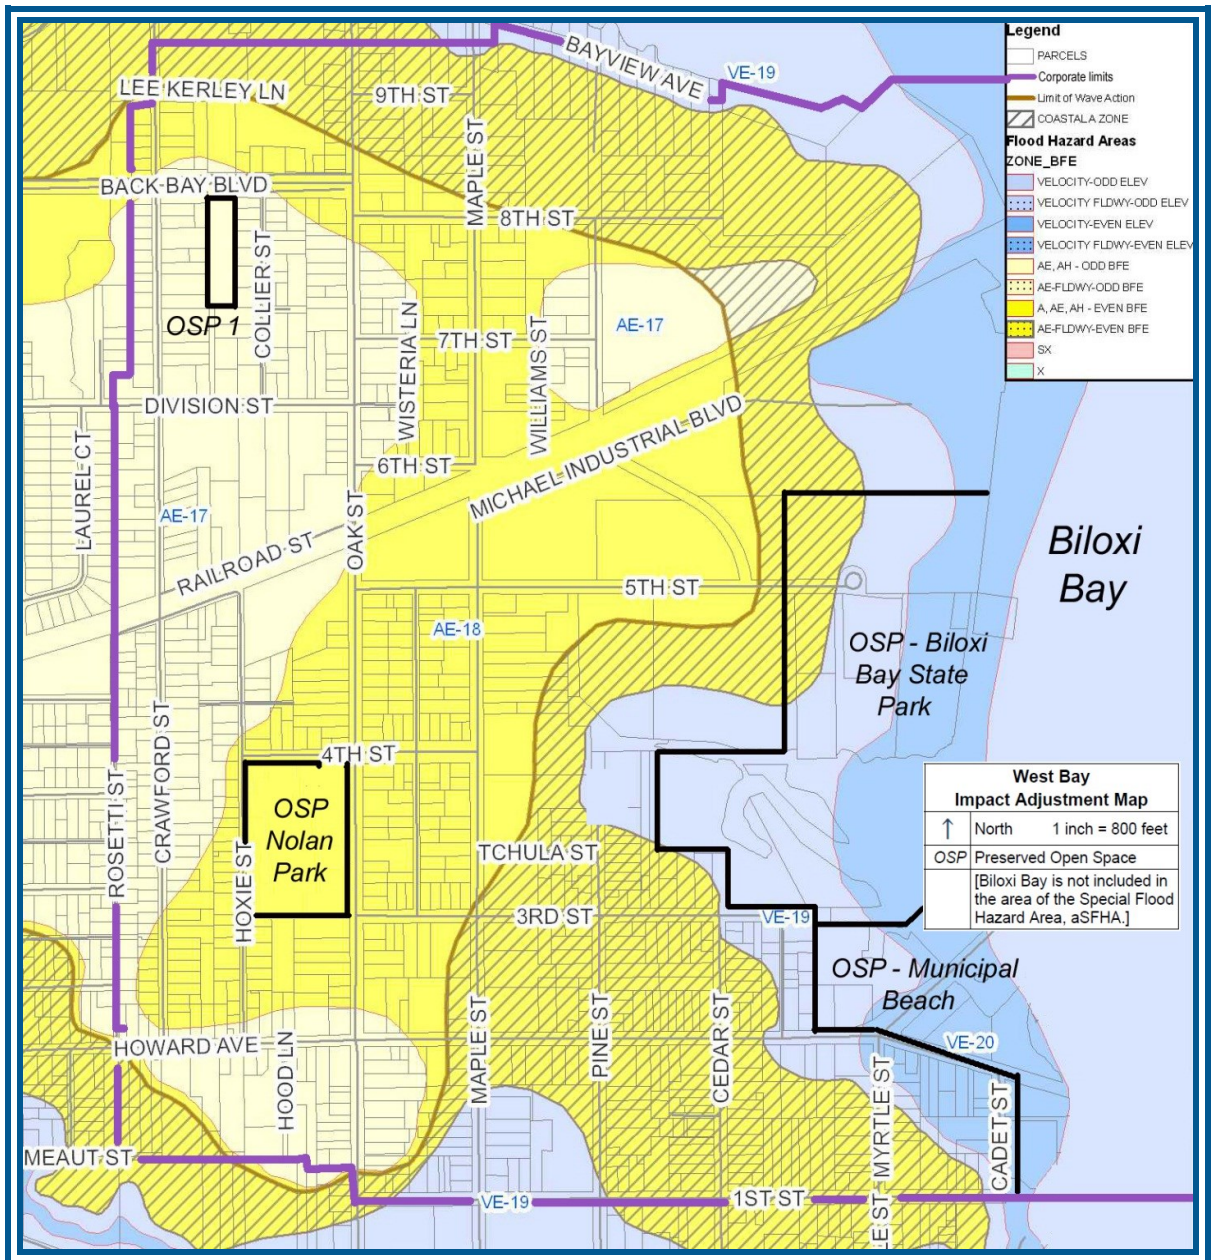 Legend
PARCELS
Corporate limits
Limit of Wave Action
COASTALA ZONE
Flood Hazard Areas
ZONE_BFE
VELOCITY-ODD ELEV
VELOCITY FLDWY-ODD ELEV
VELOCITY-EVEN ELEV
VELOCITY FLDWY-EVEN ELEV
AE, AH - ODD BFE
AE-FLDWY-ODD BFE
A, AE, AH - EVEN BFE
AE-FLDWY-EVEN BFE
SX
X
BAYVIEW AVE
VE-19
LEE KERLEY LN
9TH ST
MAPLE ST
BACK BAY BLVD
8TH ST
COLLIER ST
OSP 1
WISTERIA LN
7TH ST
WILLIAMS ST
AE-17
DIVISION ST
LAUREL CT
6TH ST
MICHAEL INDUSTRIAL BLVD
AE-17
OAK ST
RAILROAD ST
Biloxi
Bay
5TH ST
AE-18
OSP - Biloxi
Bay State
Park
CRAWFORD ST
4TH ST
ROSETTI ST
OSP
Nolan
Park
HOXIE ST
TCHULA ST
3RD ST
VE-19
West Bay
Impact Adjustment Map
↑ North 1 inch = 800 feet
OSP Preserved Open Space
[Biloxi Bay is not included in
the area of the Special Flood
Hazard Area, aSFHA.]
OSP - Municipal
Beach
HOWARD AVE
HOOD LN
MAPLE ST
PINE ST
CEDAR ST
MYRTLE ST
VE-20
CADET ST
MEAUT ST
VE-19
1ST ST
LE ST